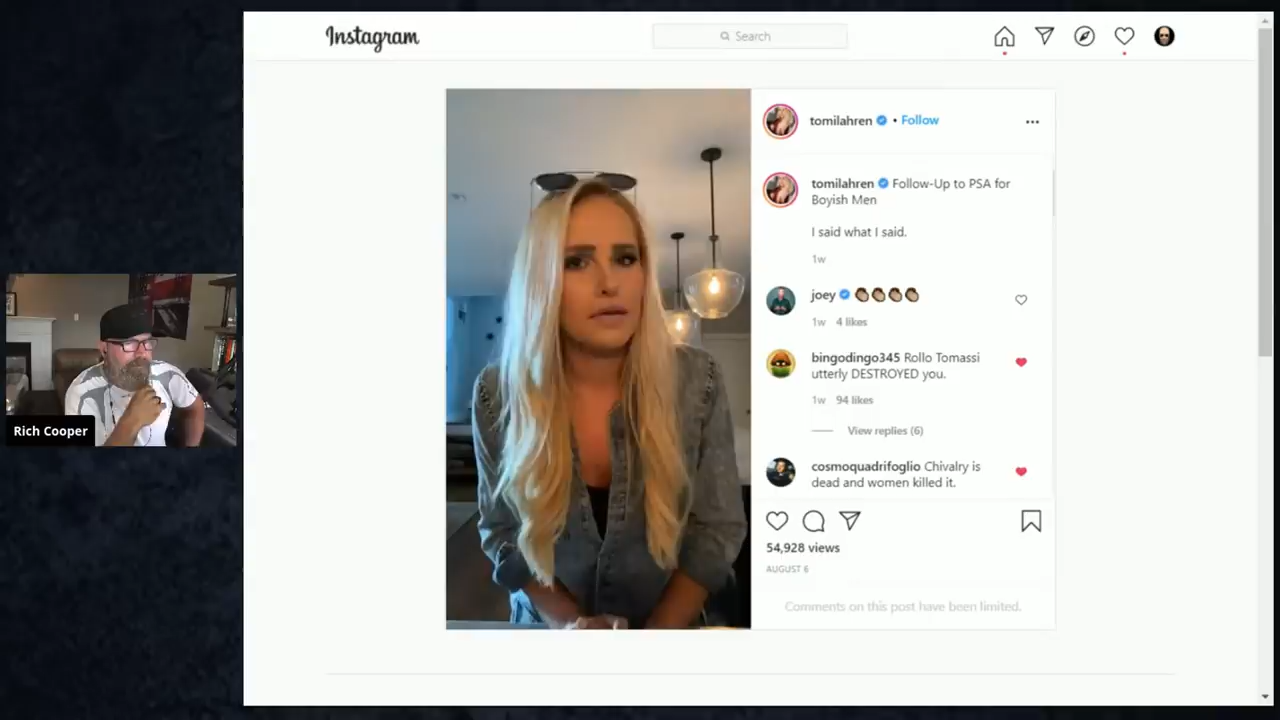 Instagram
Search
tomilahren • Follow
tomilahren Follow-Up to PSA for
Boyish Men
I said what I said.
1w
joey 👏🏽👏🏽👏🏽👏🏽
1w 4 likes
bingodingo345 Rollo Tomassi
utterly DESTROYED you.
1w 94 likes
View replies (6)
cosmoquadrifoglio Chivalry is
dead and women killed it.
54,928 views
AUGUST 6
Comments on this post have been limited.
Rich Cooper